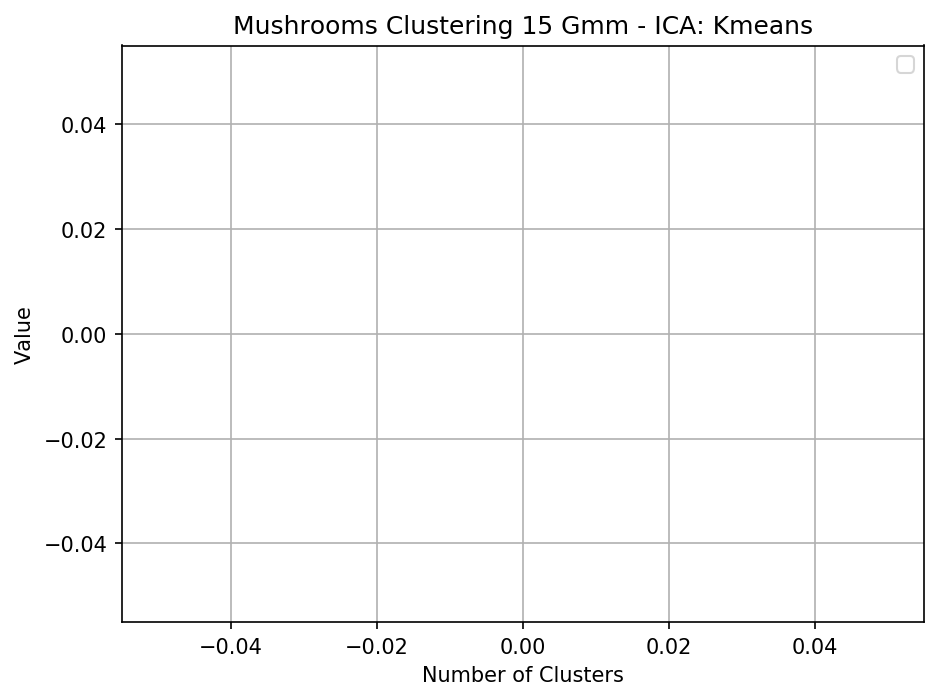 Mushrooms Clustering 15 Gmm - ICA: Kmeans
0.04
0.02
0.00
−0.02
−0.04
Value
−0.04 −0.02 0.00 0.02 0.04
Number of Clusters